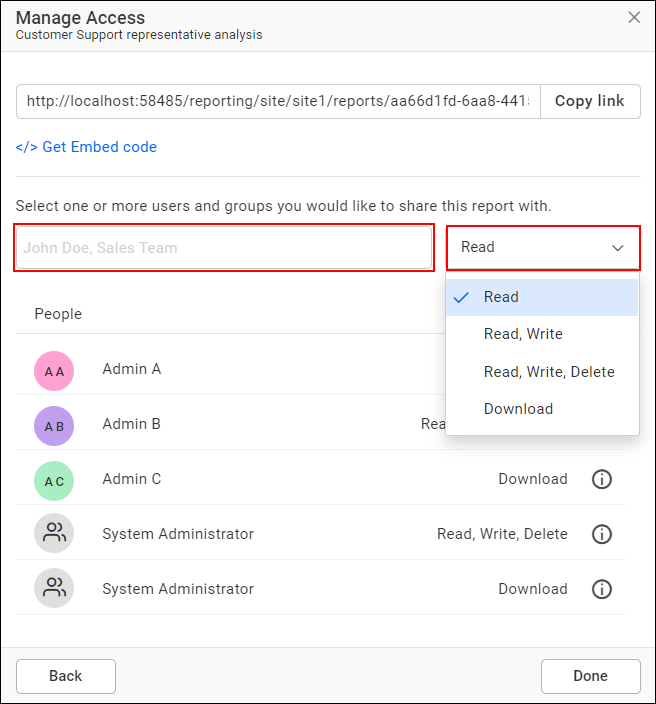 Manage Access
Customer Support representative analysis
http://localhost:58485/reporting/site/site1/reports/aa66d1fd-6aa8-441
Copy link
</> Get Embed code
Select one or more users and groups you would like to share this report with.
John Doe, Sales Team
Read
Read
Read, Write
Read, Write, Delete
Download
People
AA
Admin A
AB
Admin B
Rea
AC
Admin C
Download
System Administrator
Read, Write, Delete
System Administrator
Download
Back
Done